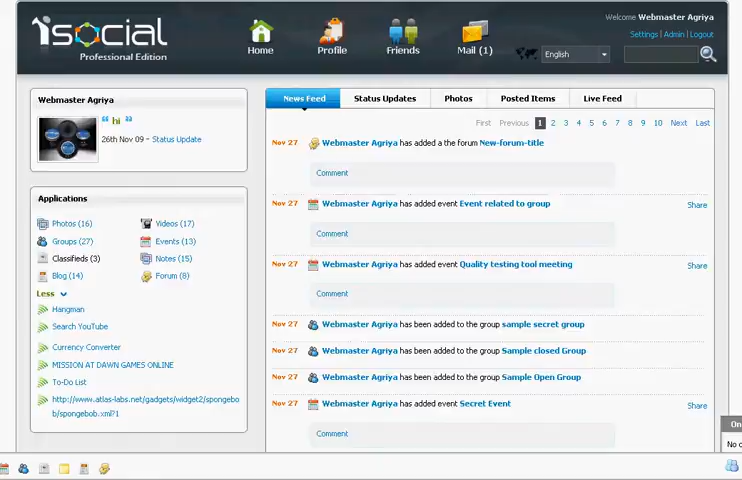 isocial
Professional Edition
Home
Profile
Friends
Mail (1)
Welcome Webmaster Agriya
Settings | Admin | Logout
English
Webmaster Agriya
“ hi ”
26th Nov 09 – Status Update
Applications
Photos (16)
Videos (17)
Groups (27)
Events (13)
Classifieds (3)
Notes (15)
Blog (14)
Forum (8)
Less
Hangman
Search YouTube
Currency Converter
MISSION AT DAWN GAMES ONLINE
To-Do List
http://www.atlas-labs.net/gadgets/widget2/spongebo
b/spongebob.xml?1
News Feed
Status Updates
Photos
Posted Items
Live Feed
First Previous 1 2 3 4 5 6 7 8 9 10 Next Last
Nov 27 Webmaster Agriya has added a the forum New-forum-title
Comment
Nov 27 Webmaster Agriya has added event Event related to group Share
Comment
Nov 27 Webmaster Agriya has added event Quality testing tool meeting Share
Comment
Nov 27 Webmaster Agriya has been added to the group sample secret group
Nov 27 Webmaster Agriya has been added to the group Sample closed Group
Nov 27 Webmaster Agriya has been added to the group Sample Open Group
Nov 27 Webmaster Agriya has added event Secret Event Share
Comment
On
No c